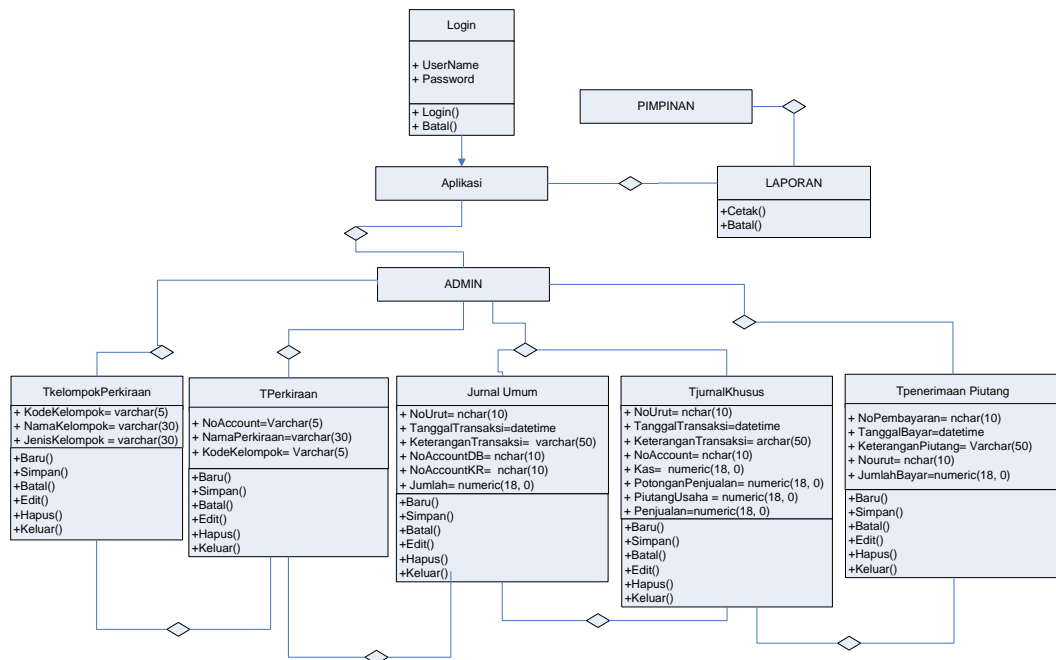 Login
+ UserName
+ Password
+ Login()
+ Batal()
PIMPINAN
Aplikasi
LAPORAN
+Cetak()
+Batal()
ADMIN
TkelompokPerkiraan
+ KodeKelompok= varchar(5)
+ NamaKelompok= varchar(30)
+ JenisKelompok = varchar(30)
+Baru()
+Simpan()
+Batal()
+Edit()
+Hapus()
+Keluar()
TPerkiraan
+ NoAccount=Varchar(5)
+ NamaPerkiraan=varchar(30)
+ KodeKelompok= Varchar(5)
+Baru()
+Simpan()
+Batal()
+Edit()
+Hapus()
+Keluar()
Jurnal Umum
+ NoUrut= nchar(10)
+ TanggalTransaksi=datetime
+ KeteranganTransaksi= varchar(50)
+ NoAccountDB= nchar(10)
+ NoAccountKR= nchar(10)
+ Jumlah= numeric(18, 0)
+Baru()
+Simpan()
+Batal()
+Edit()
+Hapus()
+Keluar()
TjurnalKhusus
+ NoUrut= nchar(10)
+ TanggalTransaksi=datetime
+ KeteranganTransaksi= archar(50)
+ NoAccount= nchar(10)
+ Kas= numeric(18, 0)
+ PotonganPenjualan= numeric(18, 0)
+ PiutangUsaha = numeric(18, 0)
+ Penjualan=numeric(18, 0)
+Baru()
+Simpan()
+Batal()
+Edit()
+Hapus()
+Keluar()
Tpenerimaan Piutang
+ NoPembayaran= nchar(10)
+ TanggalBayar=datetime
+ KeteranganPiutang= Varchar(50)
+ Nourut= nchar(10)
+ JumlahBayar=numeric(18, 0)
+Baru()
+Simpan()
+Batal()
+Edit()
+Hapus()
+Keluar()